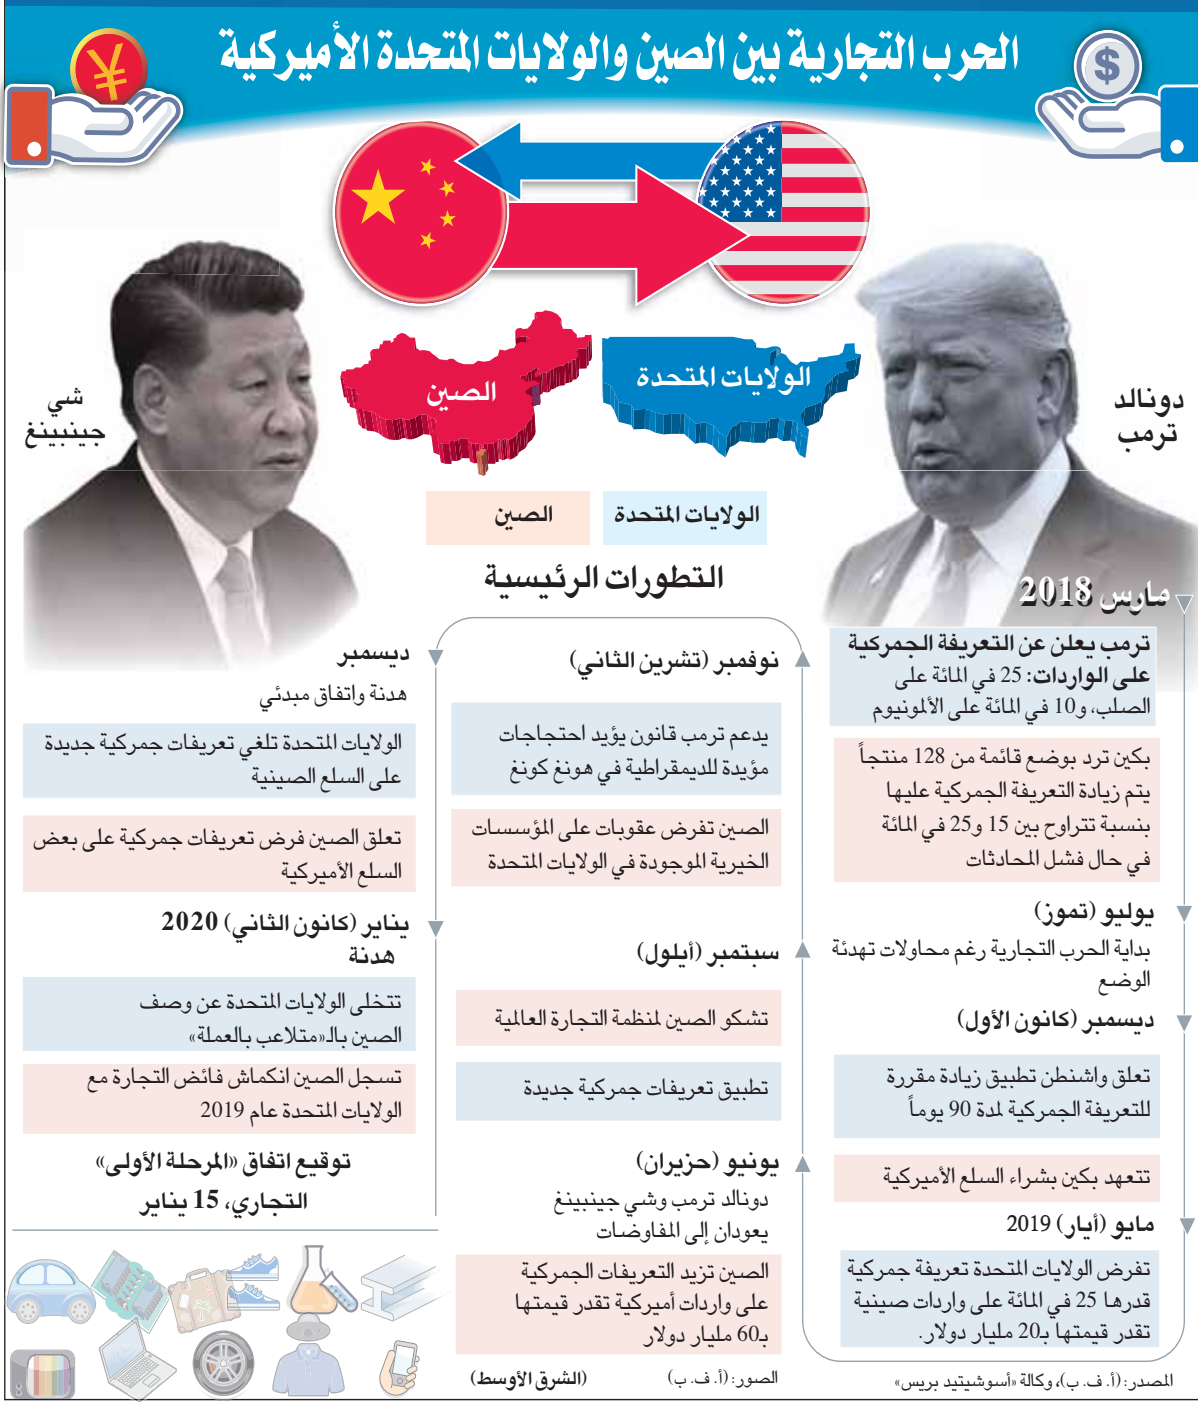 الحرب التجارية بين الصين والولايات المتحدة الأميركية
$
¥
دونالد
ترمب
شي
جينبينغ
الولايات المتحدة
الصين
الولايات المتحدة
الصين
التطورات الرئيسية
مارس 2018
ترمب يعلن عن التعريفة الجمركية
على الواردات: 25 في المائة على
الصلب، و10 في المائة على الألمونيوم
بكين ترد بوضع قائمة من 128 منتجاً
يتم زيادة التعريفة الجمركية عليها
بنسبة تتراوح بين 15 و25 في المائة
في حال فشل المحادثات
يوليو (تموز)
بداية الحرب التجارية رغم محاولات تهدئة
الوضع
ديسمبر (كانون الأول)
تعلق واشنطن تطبيق زيادة مقررة
للتعريفة الجمركية لمدة 90 يوماً
تتعهد بكين بشراء السلع الأميركية
مايو (أيار) 2019
تفرض الولايات المتحدة تعريفة جمركية
قدرها 25 في المائة على واردات صينية
تقدر قيمتها بـ20 مليار دولار.
يونيو (حزيران)
دونالد ترمب وشي جينبينغ
يعودان إلى المفاوضات
الصين تزيد التعريفات الجمركية
على واردات أميركية تقدر قيمتها
بـ60 مليار دولار
سبتمبر (أيلول)
تشكو الصين لمنظمة التجارة العالمية
تطبيق تعريفات جمركية جديدة
نوفمبر (تشرين الثاني)
يدعم ترمب قانون يؤيد احتجاجات
مؤيدة للديمقراطية في هونغ كونغ
الصين تفرض عقوبات على المؤسسات
الخيرية الموجودة في الولايات المتحدة
ديسمبر
هدنة واتفاق مبدئي
الولايات المتحدة تلغي تعريفات جمركية جديدة
على السلع الصينية
تعلق الصين فرض تعريفات جمركية على بعض
السلع الأميركية
يناير (كانون الثاني) 2020
هدنة
تتخلى الولايات المتحدة عن وصف
الصين بالـ«متلاعب بالعملة»
تسجل الصين انكماش فائض التجارة مع
الولايات المتحدة عام 2019
توقيع اتفاق «المرحلة الأولى»
التجاري، 15 يناير
المصدر: (أ. ف. ب)، وكالة «أسوشيتيد بريس»
الصور: (أ. ف. ب)
(الشرق الأوسط)